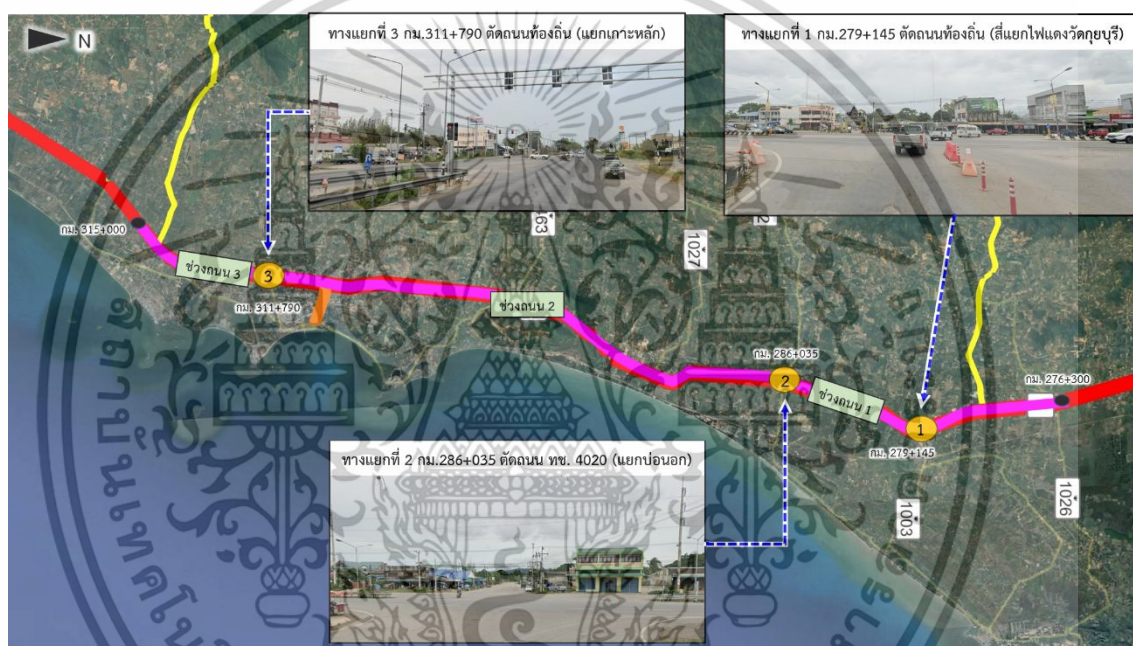 N
ทางแยกที่ 3 กม.311+790 ตัดถนนท้องถิ่น (แยกเกาะหลัก)
ทางแยกที่ 1 กม.279+145 ตัดถนนท้องถิ่น (สี่แยกไฟแดงวัดกุยบุรี)
กม. 315+000
ช่วงถนน 3
3
กม. 311+790
63
1027
2
ช่วงถนน 2
กม. 286+035
2
ช่วงถนน 1
กม. 276+300
1
กม. 279+145
1003
1026
ทางแยกที่ 2 กม.286+035 ตัดถนน ทช. 4020 (แยกบ่อนอก)